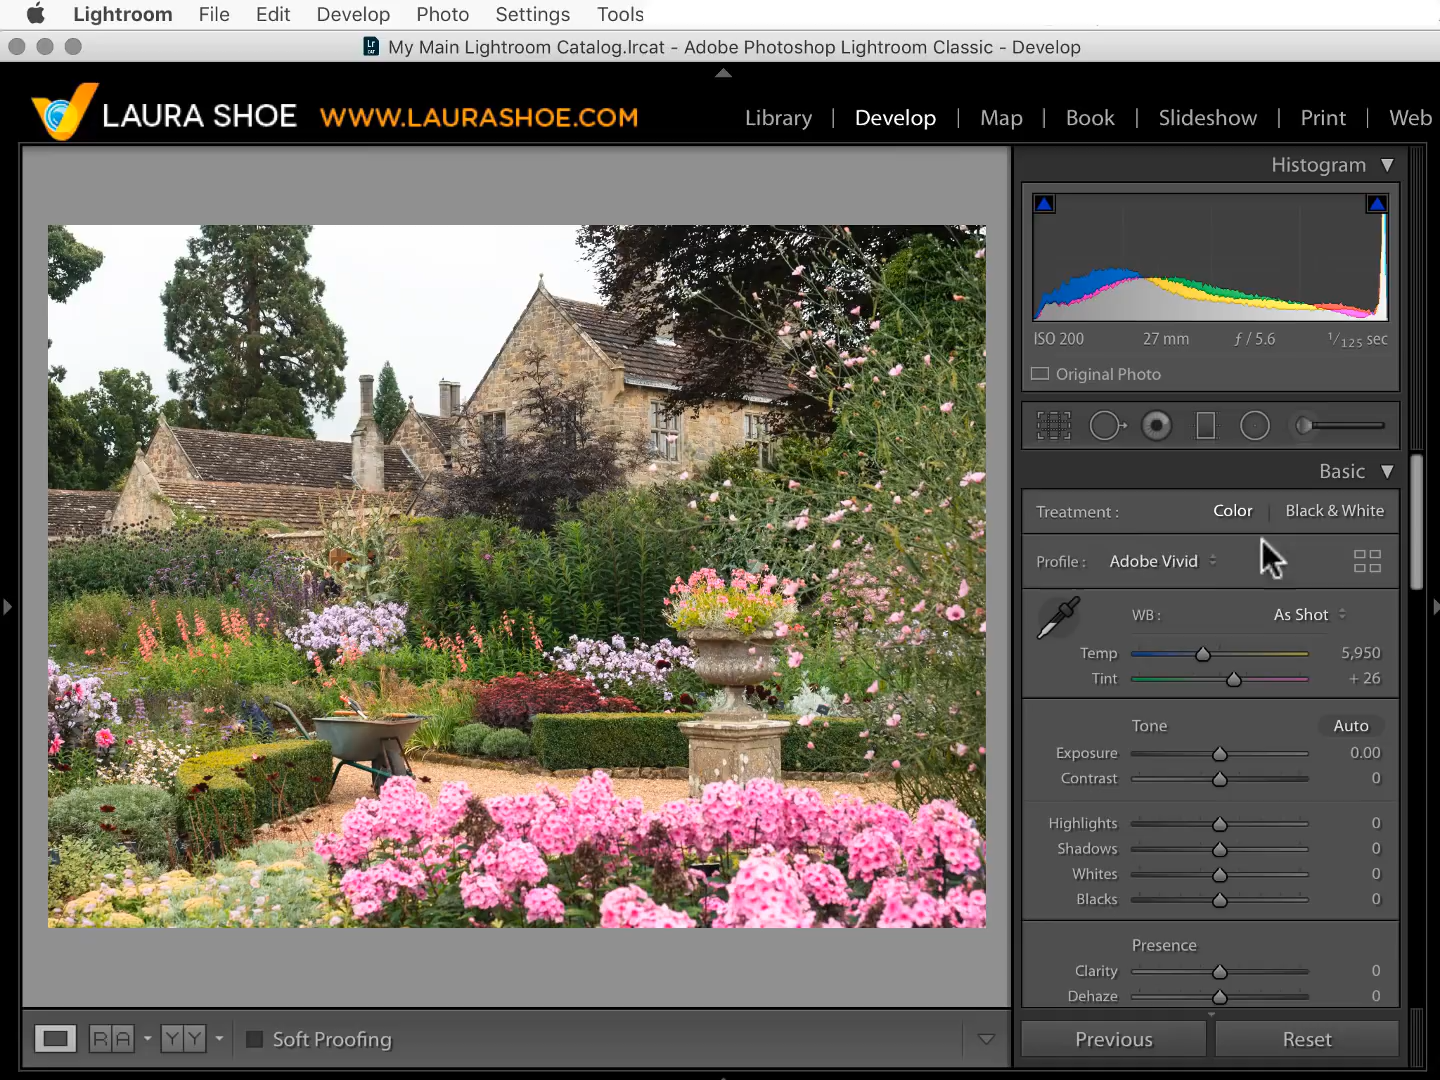 Lightroom File Edit Develop Photo Settings Tools
My Main Lightroom Catalog.lrcat - Adobe Photoshop Lightroom Classic - Develop
LAURA SHOE WWW.LAURASHOE.COM
Library | Develop | Map | Book | Slideshow | Print | Web
Histogram
ISO 200 27 mm ƒ / 5.6 1/125 sec
Original Photo
Basic
Treatment : Color | Black & White
Profile : Adobe Vivid
WB : As Shot
Temp 5,950
Tint + 26
Tone Auto
Exposure 0.00
Contrast 0
Highlights 0
Shadows 0
Whites 0
Blacks 0
Presence
Clarity 0
Dehaze 0
R A Y Y Soft Proofing
Previous Reset